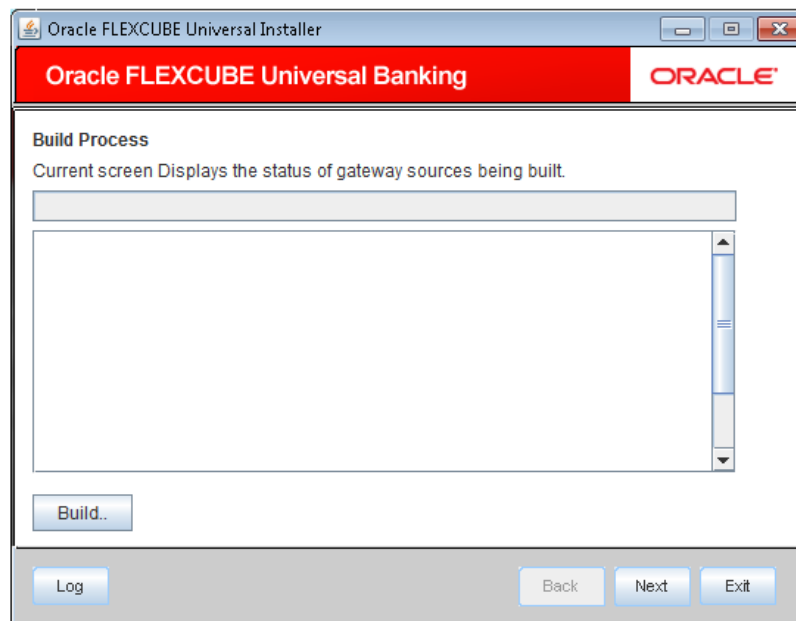 Oracle FLEXCUBE Universal Installer
Oracle FLEXCUBE Universal Banking
ORACLE
Build Process
Current screen Displays the status of gateway sources being built.
Build..
Log
Back
Next
Exit